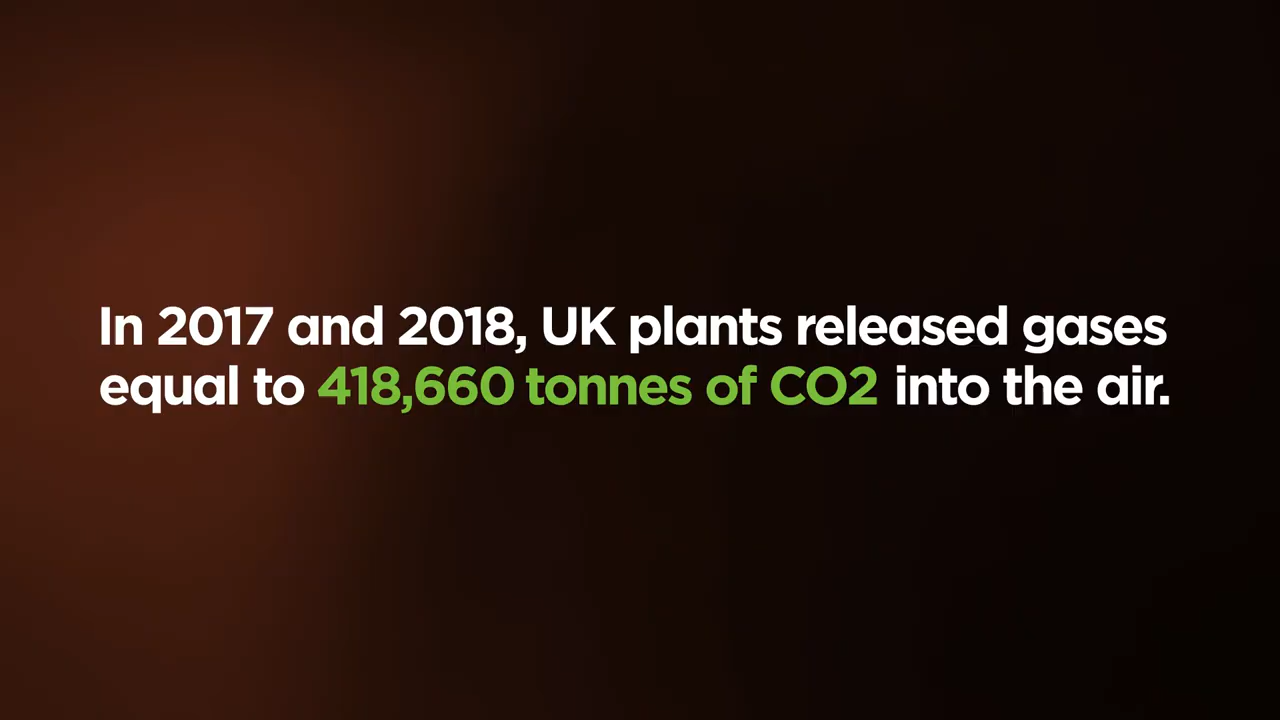 In 2017 and 2018, UK plants released gases
equal to 418,660 tonnes of CO2 into the air.